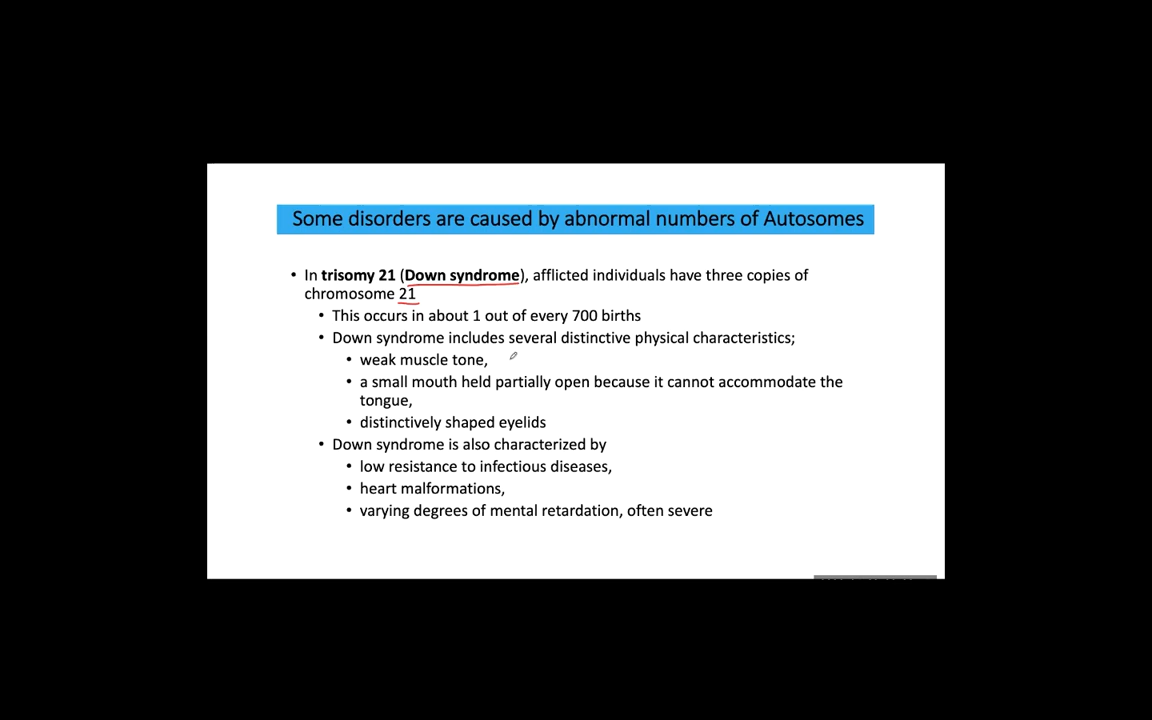 Some disorders are caused by abnormal numbers of Autosomes
• In trisomy 21 (Down syndrome), afflicted individuals have three copies of
chromosome 21
• This occurs in about 1 out of every 700 births
• Down syndrome includes several distinctive physical characteristics;
• weak muscle tone,
• a small mouth held partially open because it cannot accommodate the
tongue,
• distinctively shaped eyelids
• Down syndrome is also characterized by
• low resistance to infectious diseases,
• heart malformations,
• varying degrees of mental retardation, often severe